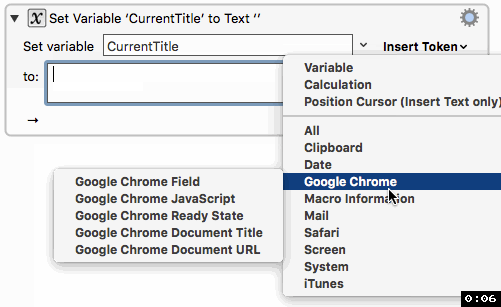 Set Variable ‘CurrentTitle’ to Text ‘’
Set variable CurrentTitle Insert Token
to:
Variable
Calculation
Position Cursor (Insert Text only)
All
Clipboard
Date
Google Chrome
Macro Information
Mail
Safari
Screen
System
iTunes
Google Chrome Field
Google Chrome JavaScript
Google Chrome Ready State
Google Chrome Document Title
Google Chrome Document URL
0:06